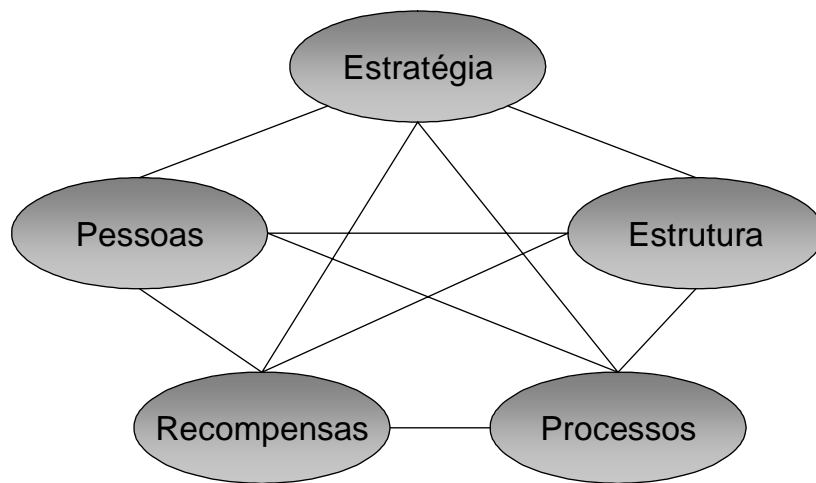 Estratégia
Pessoas
Estrutura
Recompensas
Processos